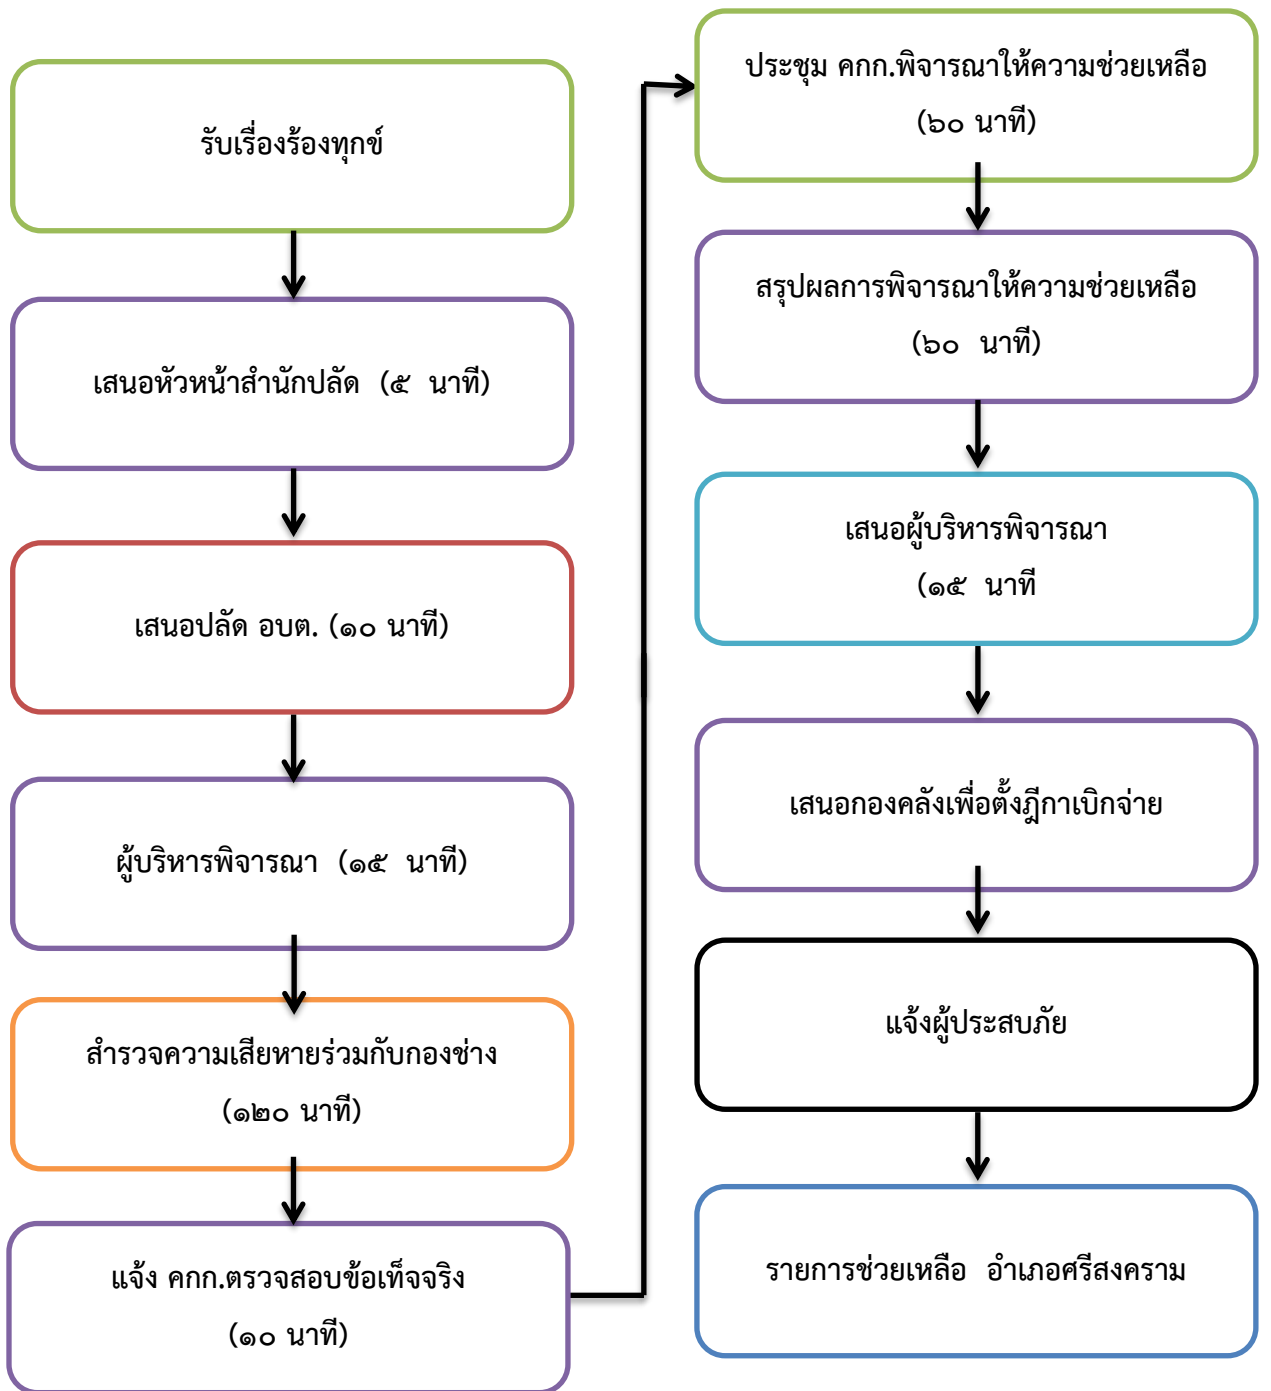 รับเรื่องร้องทุกข์
เสนอหัวหน้าสำนักปลัด (๕ นาที)
เสนอปลัด อบต. (๑๐ นาที)
ผู้บริหารพิจารณา (๑๕ นาที)
สำรวจความเสียหายร่วมกับกองช่าง
(๑๒๐ นาที)
แจ้ง คกก.ตรวจสอบข้อเท็จจริง
(๑๐ นาที)
ประชุม คกก.พิจารณาให้ความช่วยเหลือ
(๖๐ นาที)
สรุปผลการพิจารณาให้ความช่วยเหลือ
(๖๐ นาที)
เสนอผู้บริหารพิจารณา
(๑๕ นาที
เสนอกองคลังเพื่อตั้งฎีกาเบิกจ่าย
แจ้งผู้ประสบภัย
รายการช่วยเหลือ อำเภอศรีสงคราม